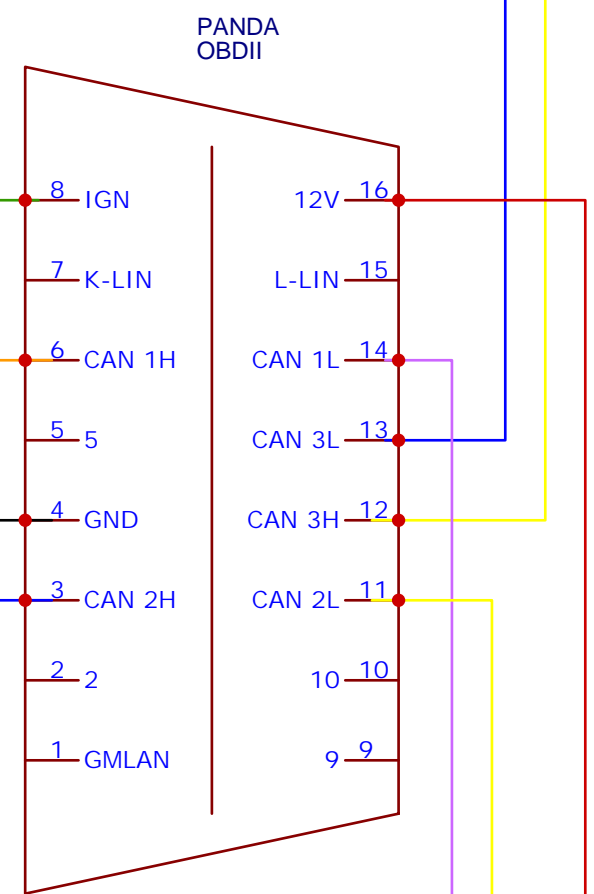 PANDA
OBDII
8 IGN
12V 16
7 K-LIN
L-LIN 15
6 CAN 1H
CAN 1L 14
5 5
CAN 3L 13
4 GND
CAN 3H 12
3 CAN 2H
CAN 2L 11
2 2
10 10
1 GMLAN
9 9